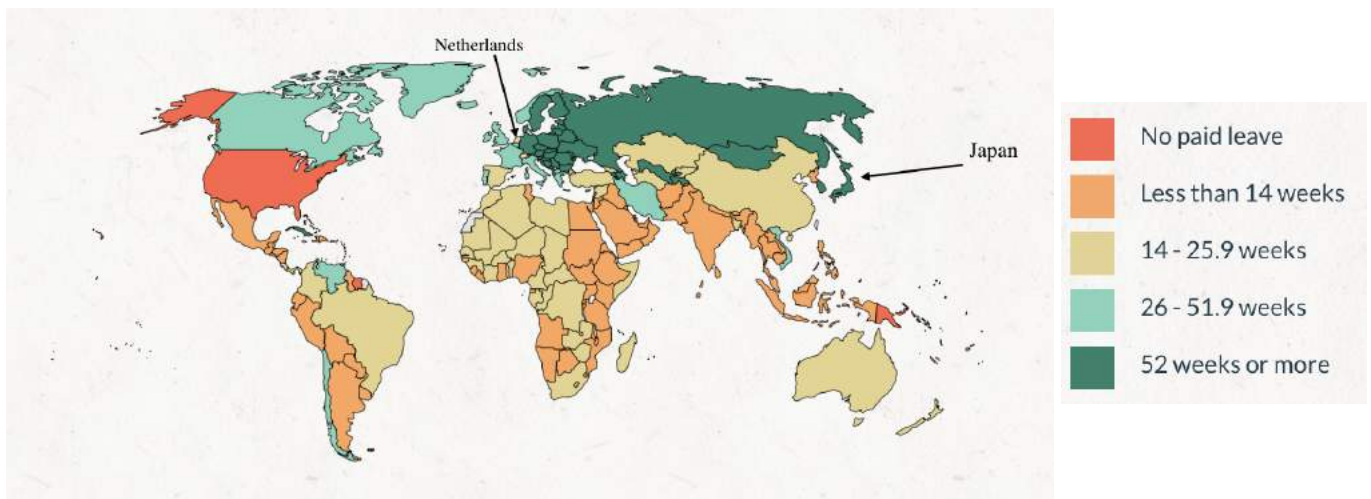 Netherlands
Japan
No paid leave
Less than 14 weeks
14 - 25.9 weeks
26 - 51.9 weeks
52 weeks or more